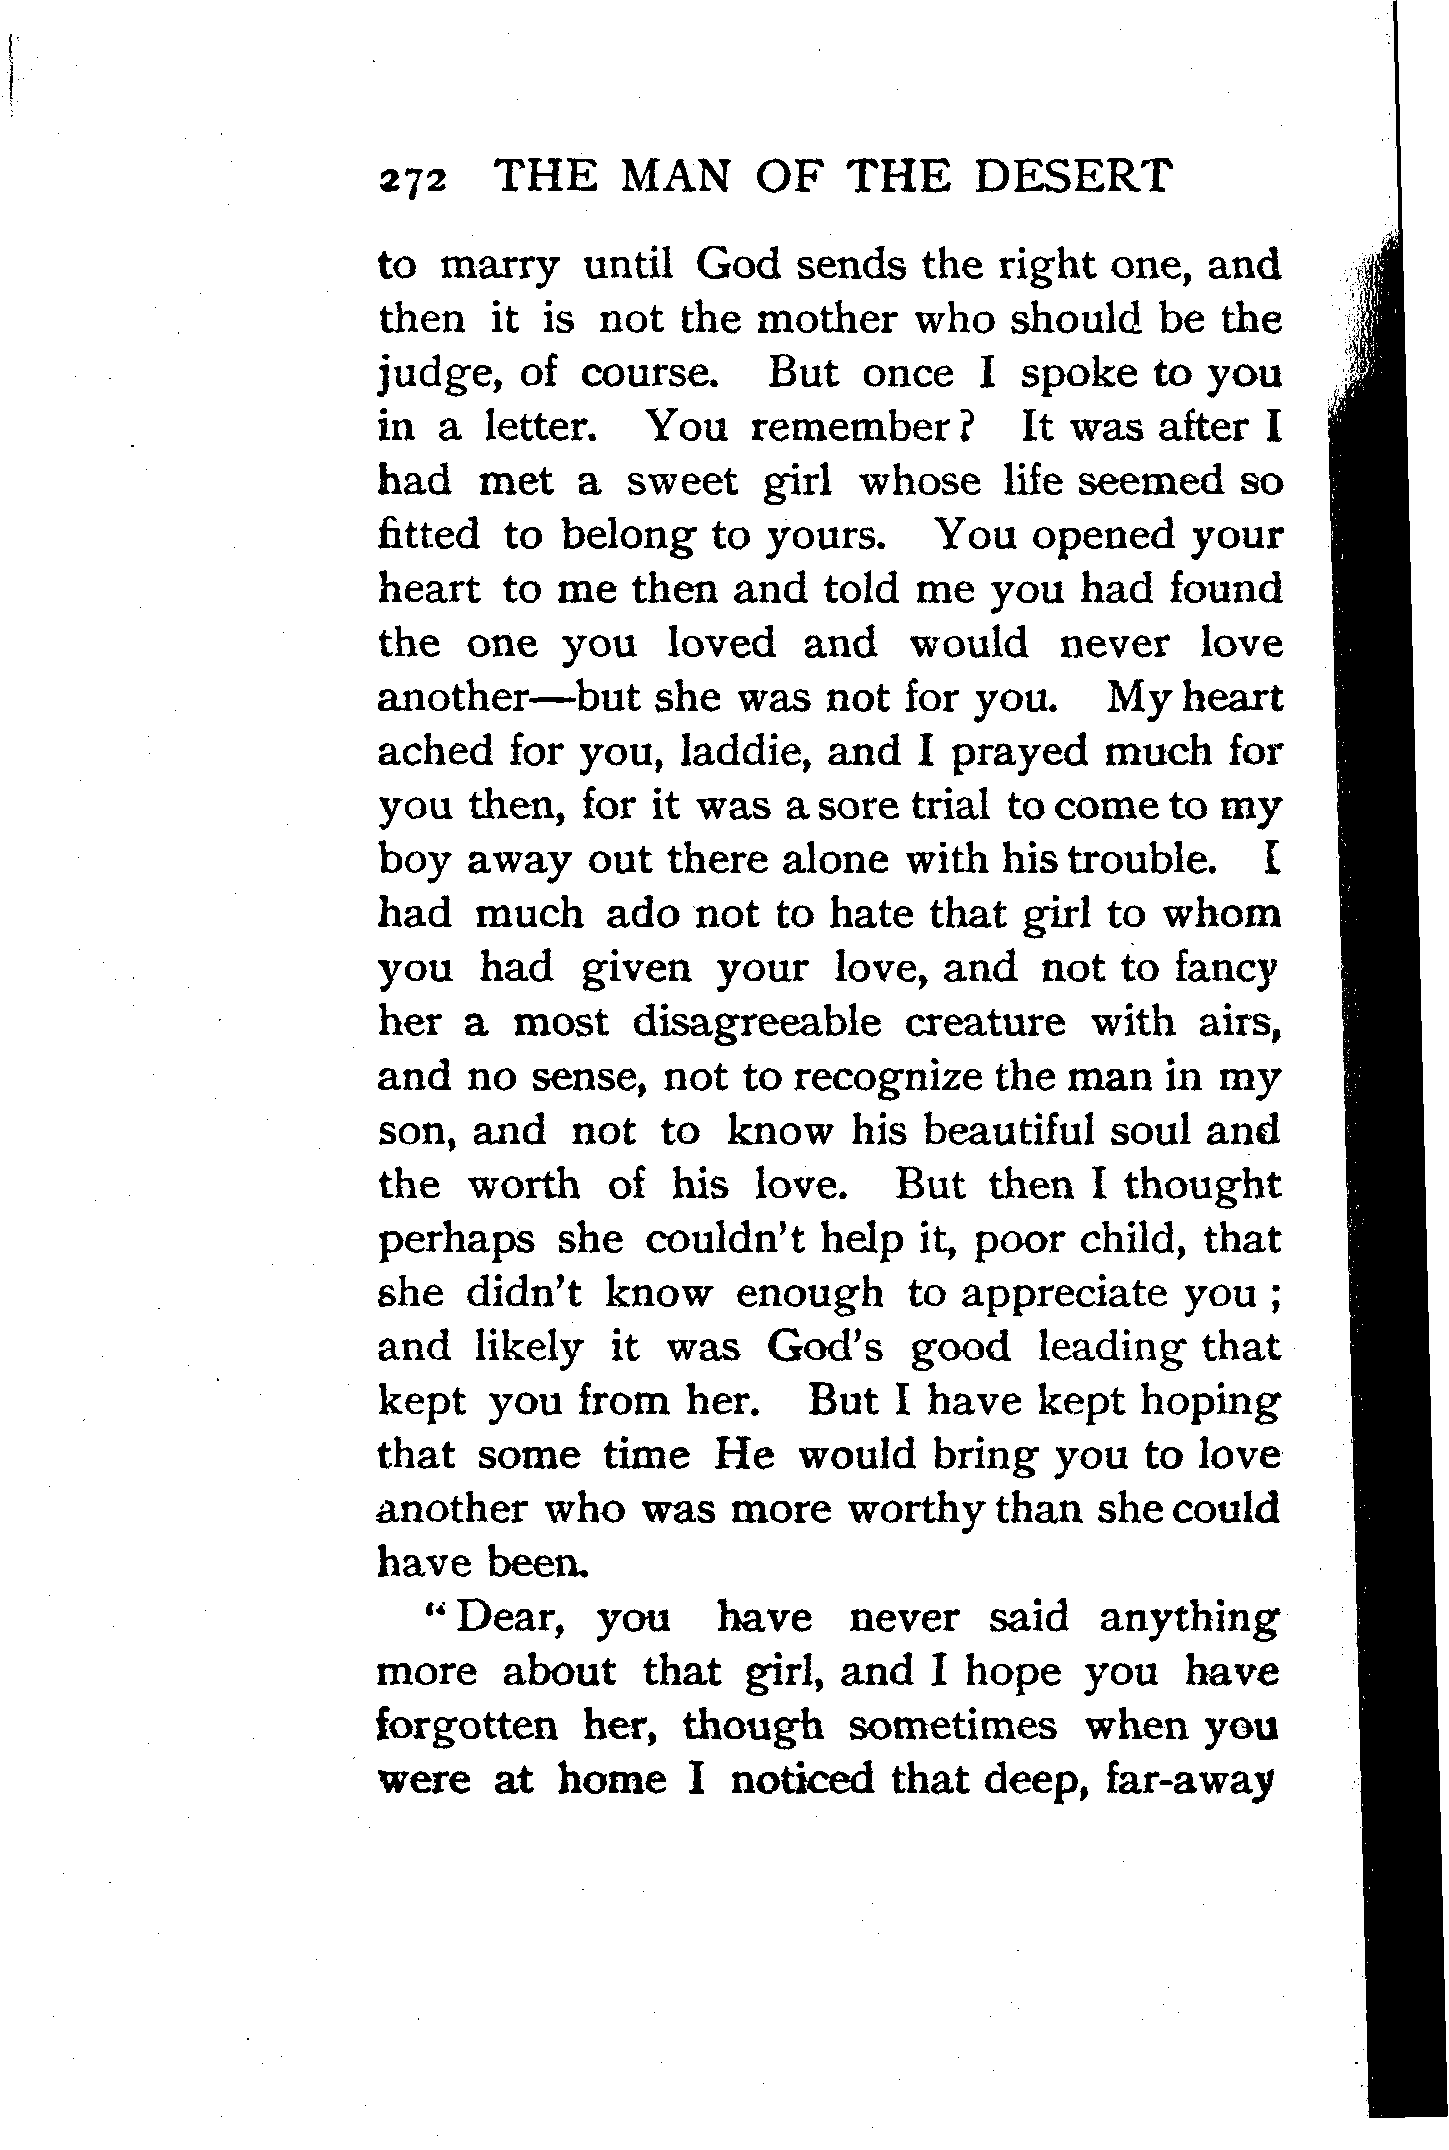 272 THE MAN OF THE DESERT
to marry until God sends the right one, and
then it is not the mother who should be the
judge, of course. But once I spoke to you
in a letter. You remember? It was after I
had met a sweet girl whose life seemed so
fitted to belong to yours. You opened your
heart to me then and told me you had found
the one you loved and would never love
another—but she was not for you. My heart
ached for you, laddie, and I prayed much for
you then, for it was a sore trial to come to my
boy away out there alone with his trouble. I
had much ado not to hate that girl to whom
you had given your love, and not to fancy
her a most disagreeable creature with airs,
and no sense, not to recognize the man in my
son, and not to know his beautiful soul and
the worth of his love. But then I thought
perhaps she couldn't help it, poor child, that
she didn't know enough to appreciate you ;
and likely it was God's good leading that
kept you from her. But I have kept hoping
that some time He would bring you to love
another who was more worthy than she could
have been.
“ Dear, you have never said anything
more about that girl, and I hope you have
forgotten her, though sometimes when you
were at home I noticed that deep, far-away